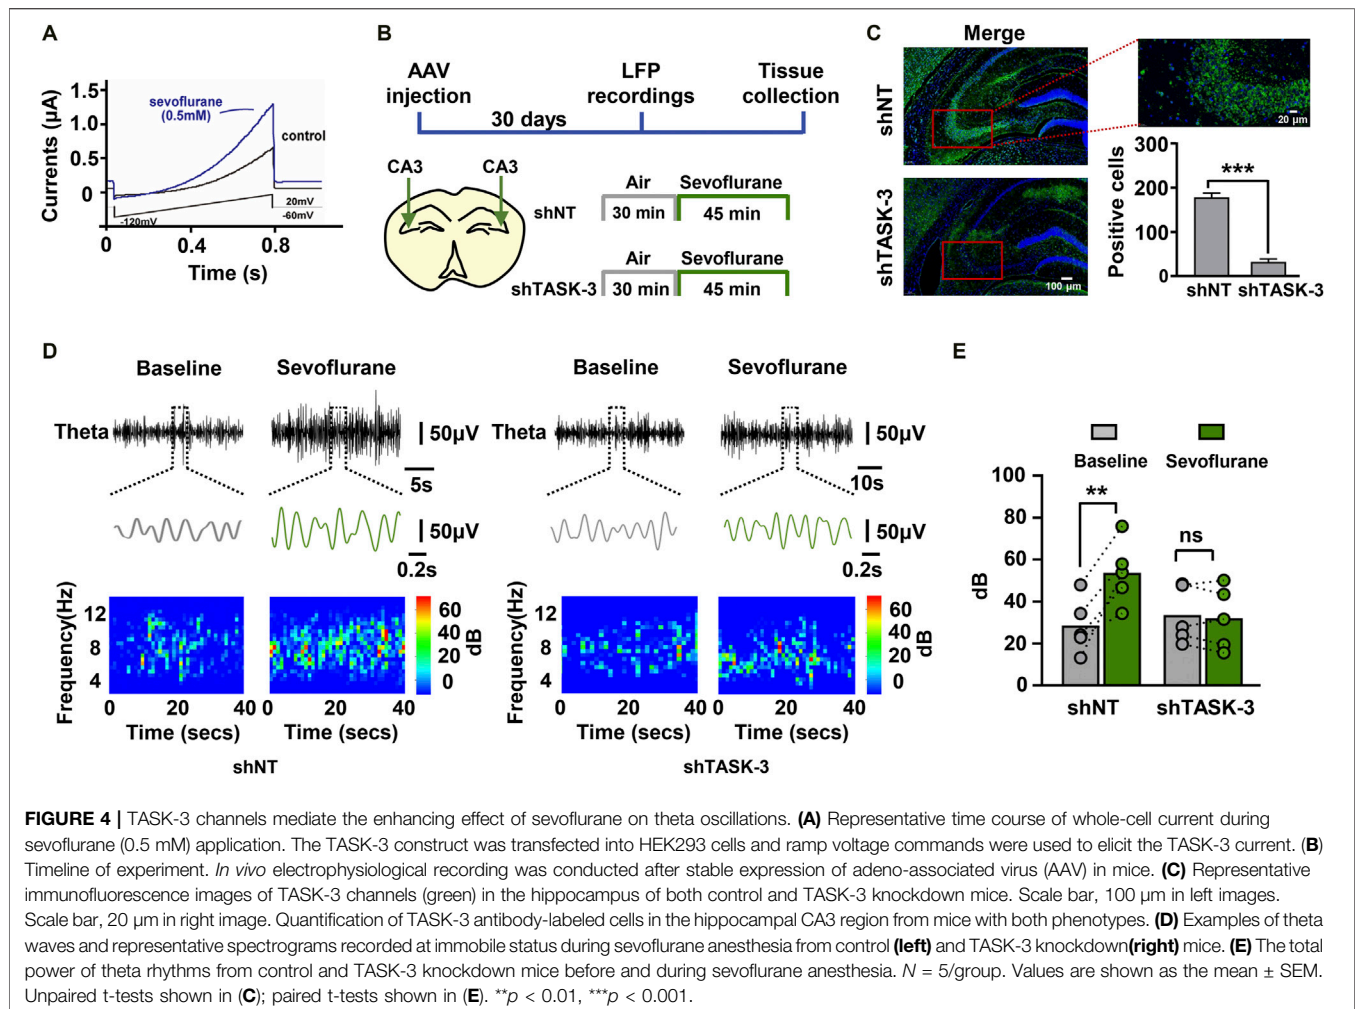 A
Currents (µA)
1.5
1.0
0.5
0
sevoflurane
(0.5mM)
control
20mV
-60mV
-120mV
0
0.4
0.8
Time (s)
B
AAV
injection
LFP
recordings
Tissue
collection
30 days
CA3
CA3
Air
Sevoflurane
shNT
30 min
45 min
Air
Sevoflurane
shTASK-3
30 min
45 min
C
Merge
shNT
shTASK-3
100 µm
20 µm
Positive cells
300
200
100
0
***
shNT
shTASK-3
D
Baseline
Sevoflurane
Theta
50µV
5s
50µV
0.2s
Frequency(Hz)
12
8
4
0
20
40
0
20
40
Time (secs)
Time (secs)
60
40
20
0
dB
shNT
Baseline
Sevoflurane
Theta
50µV
10s
50µV
0.2s
Frequency(Hz)
12
8
4
0
20
40
0
20
40
Time (secs)
Time (secs)
60
40
20
0
dB
shTASK-3
E
Baseline
Sevoflurane
dB
100
80
60
40
20
0
**
ns
shNT
shTASK-3
FIGURE 4 | TASK-3 channels mediate the enhancing effect of sevoflurane on theta oscillations. (A) Representative time course of whole-cell current during
sevoflurane (0.5 mM) application. The TASK-3 construct was transfected into HEK293 cells and ramp voltage commands were used to elicit the TASK-3 current. (B)
Timeline of experiment. In vivo electrophysiological recording was conducted after stable expression of adeno-associated virus (AAV) in mice. (C) Representative
immunofluorescence images of TASK-3 channels (green) in the hippocampus of both control and TASK-3 knockdown mice. Scale bar, 100 µm in left images.
Scale bar, 20 µm in right image. Quantification of TASK-3 antibody-labeled cells in the hippocampal CA3 region from mice with both phenotypes. (D) Examples of theta
waves and representative spectrograms recorded at immobile status during sevoflurane anesthesia from control (left) and TASK-3 knockdown(right) mice. (E) The total
power of theta rhythms from control and TASK-3 knockdown mice before and during sevoflurane anesthesia. N = 5/group. Values are shown as the mean ± SEM.
Unpaired t-tests shown in (C); paired t-tests shown in (E). **p < 0.01, ***p < 0.001.